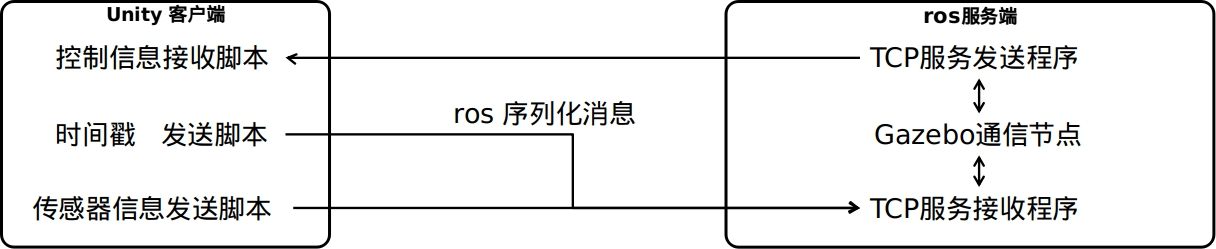 Unity 客户端
控制信息接收脚本
时间戳 发送脚本
传感器信息发送脚本
ros 序列化消息
ros服务端
TCP服务发送程序
Gazebo通信节点
TCP服务接收程序